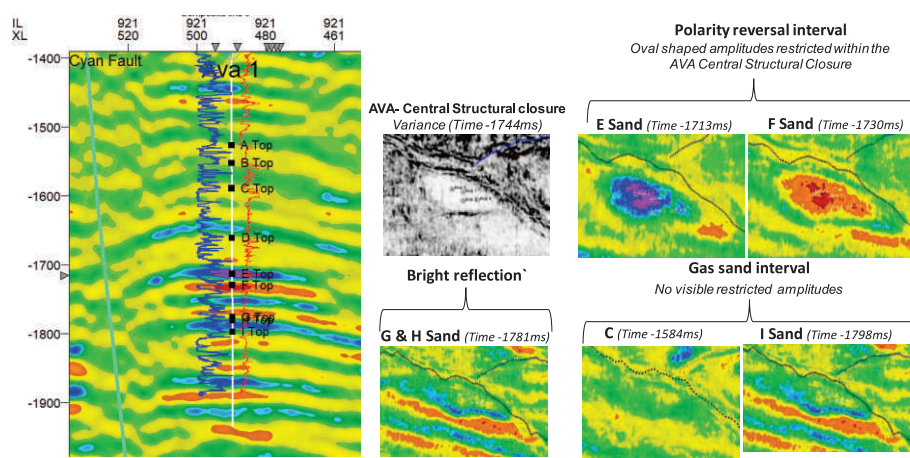 IL 921 921 921 921
XL 520 500 480 461
-1400
-1500
-1600
-1700
-1800
-1900
Cyan Fault
va 1
A Top
B Top
C Top
D Top
E Top
F Top
I Top
AVA- Central Structural closure
Variance (Time -1744ms)
Polarity reversal interval
Oval shaped amplitudes restricted within the
AVA Central Structural Closure
E Sand (Time -1713ms)
F Sand (Time -1730ms)
Bright reflection`
G & H Sand (Time -1781ms)
Gas sand interval
No visible restricted amplitudes
C (Time -1584ms)
I Sand (Time -1798ms)